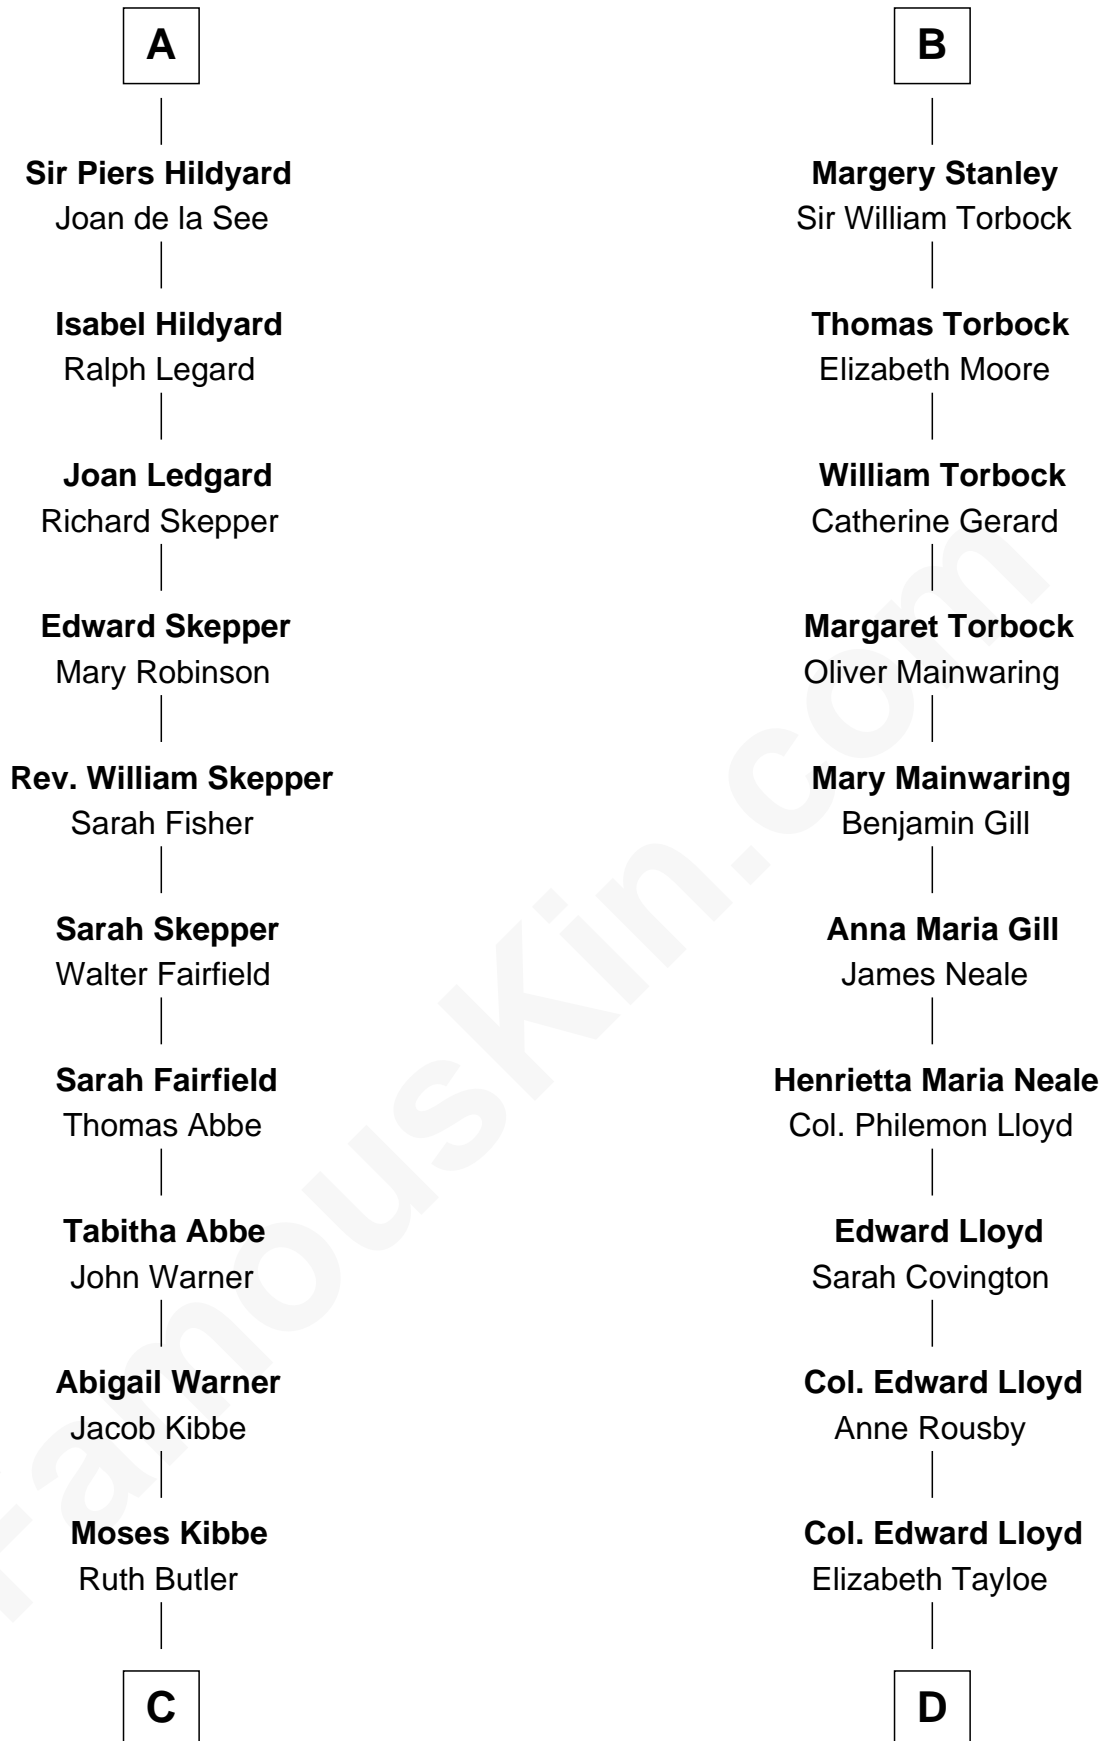 A
Sir Piers Hildyard
Joan de la See
Isabel Hildyard
Ralph Legard
Joan Ledgard
Richard Skepper
Edward Skepper
Mary Robinson
Rev. William Skepper
Sarah Fisher
Sarah Skepper
Walter Fairfield
Sarah Fairfield
Thomas Abbe
Tabitha Abbe
John Warner
Abigail Warner
Jacob Kibbe
Moses Kibbe
Ruth Butler
C
B
Margery Stanley
Sir William Torbock
Thomas Torbock
Elizabeth Moore
William Torbock
Catherine Gerard
Margaret Torbock
Oliver Mainwaring
Mary Mainwaring
Benjamin Gill
Anna Maria Gill
James Neale
Henrietta Maria Neale
Col. Philemon Lloyd
Edward Lloyd
Sarah Covington
Col. Edward Lloyd
Anne Rousby
Col. Edward Lloyd
Elizabeth Tayloe
D
FamousKin.com